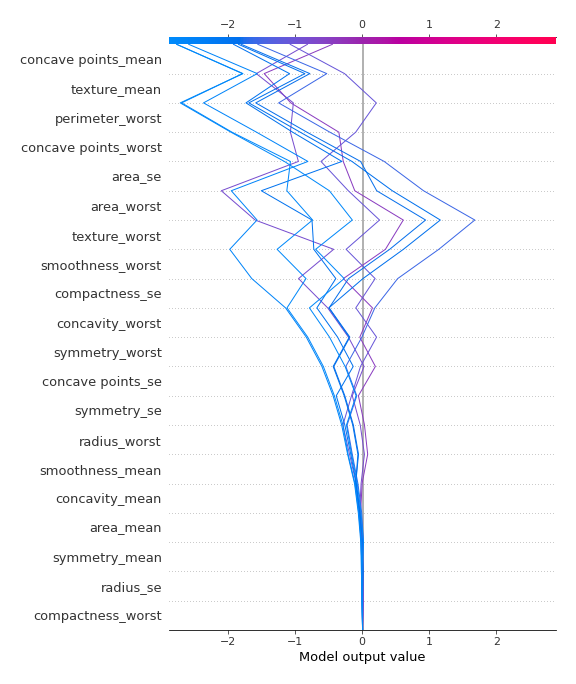 −2 −1 0 1 2
concave points_mean
texture_mean
perimeter_worst
concave points_worst
area_se
area_worst
texture_worst
smoothness_worst
compactness_se
concavity_worst
symmetry_worst
concave points_se
symmetry_se
radius_worst
smoothness_mean
concavity_mean
area_mean
symmetry_mean
radius_se
compactness_worst
−2 −1 0 1 2
Model output value